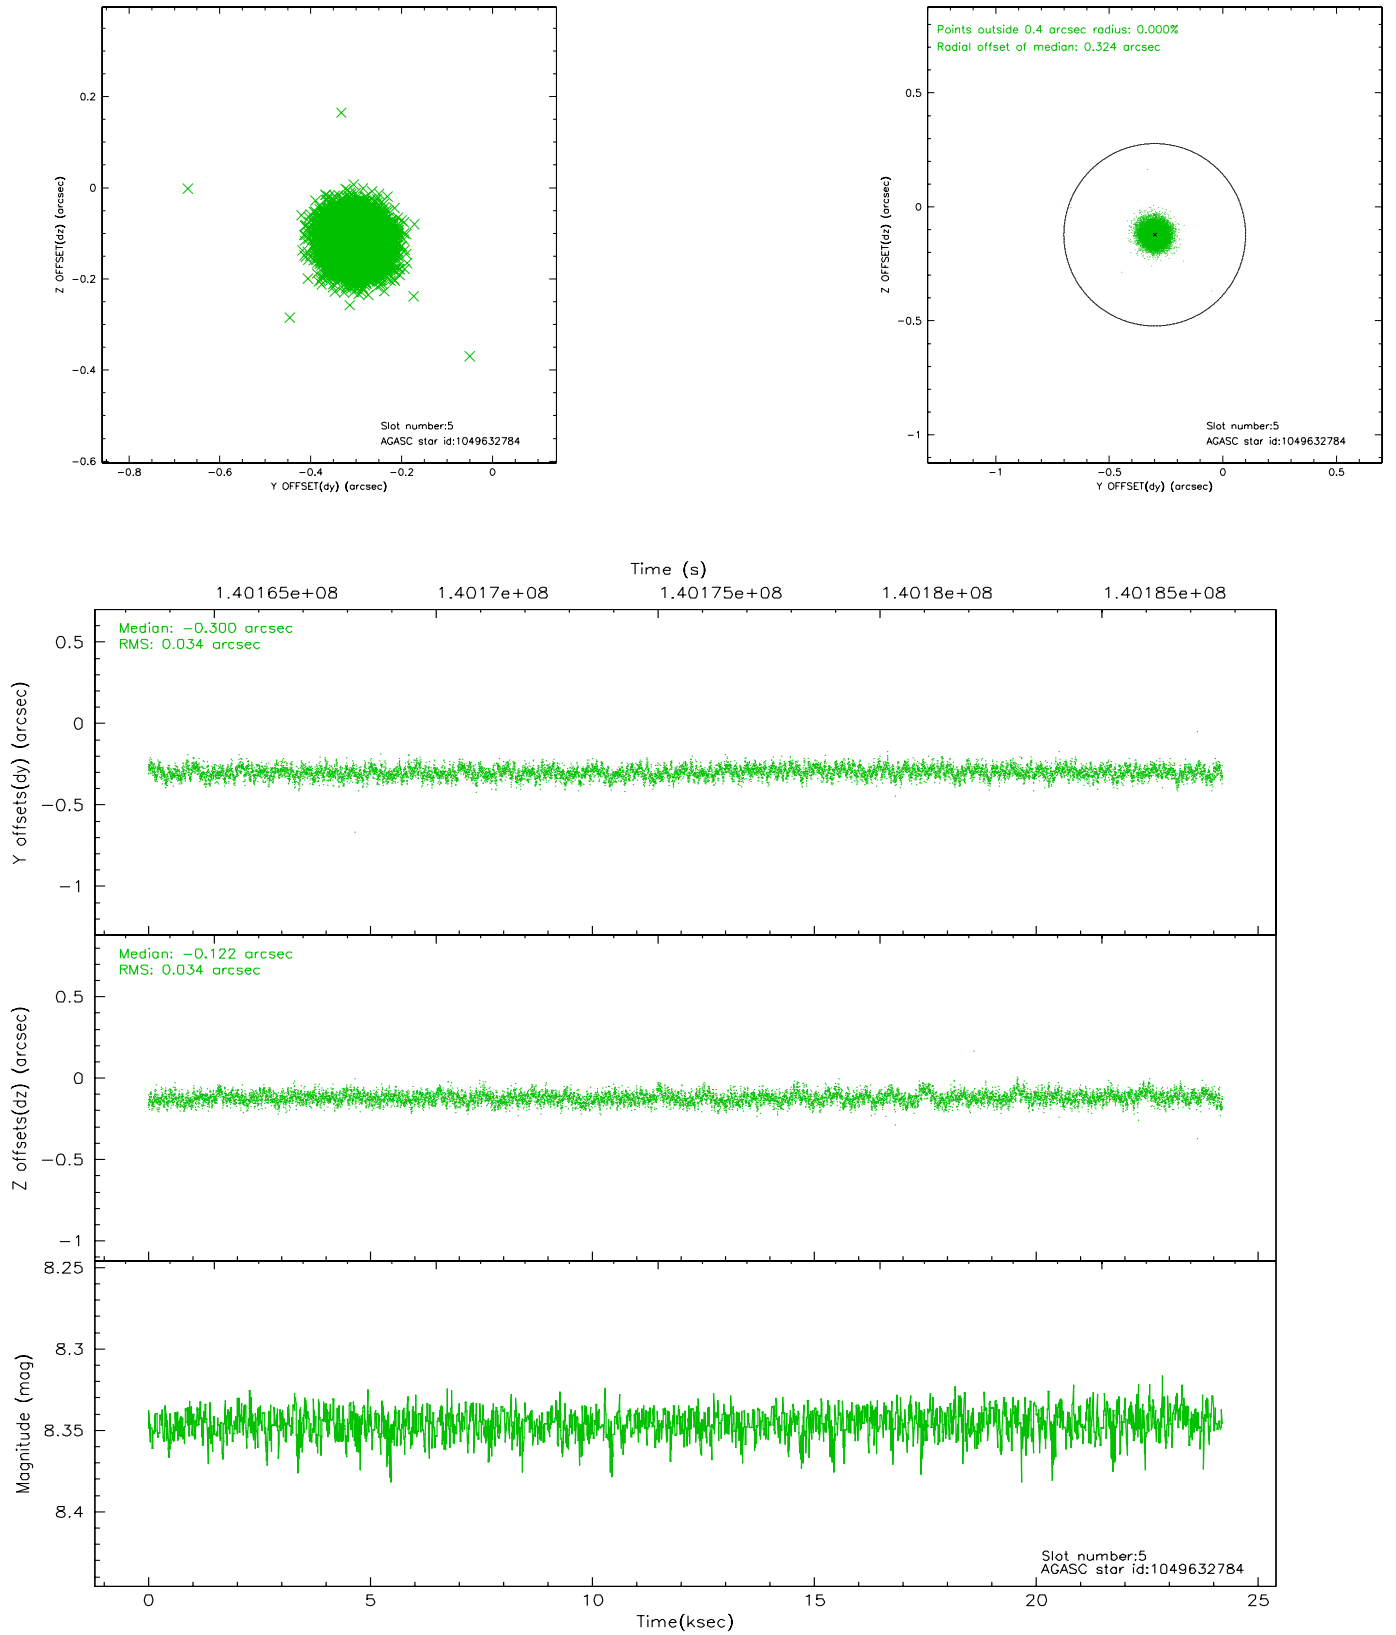 0.2
0
−0.2
−0.4
−0.6
Z OFFSET(dz) (arcsec)
Slot number:5
AGASC star id:1049632784
−0.8 −0.6 −0.4 −0.2 0
Y OFFSET(dy) (arcsec)
Points outside 0.4 arcsec radius: 0.000%
Radial offset of median: 0.324 arcsec
0.5
0
−0.5
−1
Z OFFSET(dz) (arcsec)
Slot number:5
AGASC star id:1049632784
−1 −0.5 0 0.5
Y OFFSET(dy) (arcsec)
Time (s)
1.40165e+08 1.4017e+08 1.40175e+08 1.4018e+08 1.40185e+08
Median: −0.300 arcsec
RMS: 0.034 arcsec
0.5
0
−0.5
−1
Y offsets(dy) (arcsec)
Median: −0.122 arcsec
RMS: 0.034 arcsec
0.5
0
−0.5
−1
Z offsets(dz) (arcsec)
8.25
8.3
8.35
8.4
Magnitude (mag)
Slot number:5
AGASC star id:1049632784
0 5 10 15 20 25
Time(ksec)